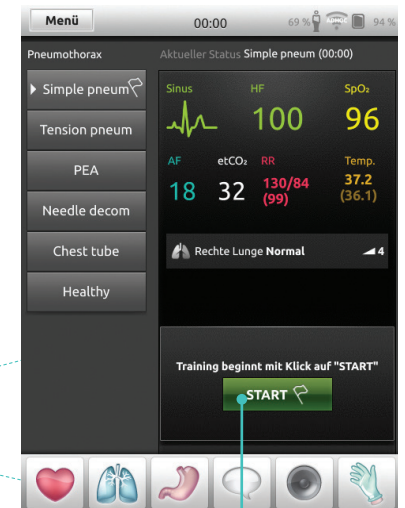 Menü 00:00 69 % 94 %
Pneumothorax Aktueller Status Simple pneum (00:00)
Simple pneum
Tension pneum
PEA
Needle decom
Chest tube
Healthy
Sinus HF SpO₂
100 96
AF etCO₂ RR Temp.
18 32 130/84 (99) 37.2 (36.1)
Rechte Lunge Normal 4
Training beginnt mit Klick auf "START"
START